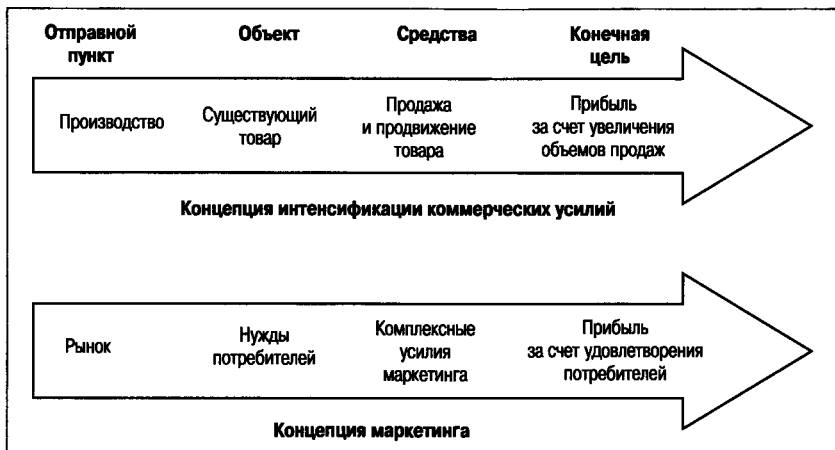 Отправной
пункт
Объект
Средства
Конечная
цель
Производство
Существующий
товар
Продажа
и продвижение
товара
Прибыль
за счет увеличения
объемов продаж
Концепция интенсификации коммерческих усилий
Рынок
Нужды
потребителей
Комплексные
усилия
маркетинга
Прибыль
за счет удовлетворения
потребителей
Концепция маркетинга